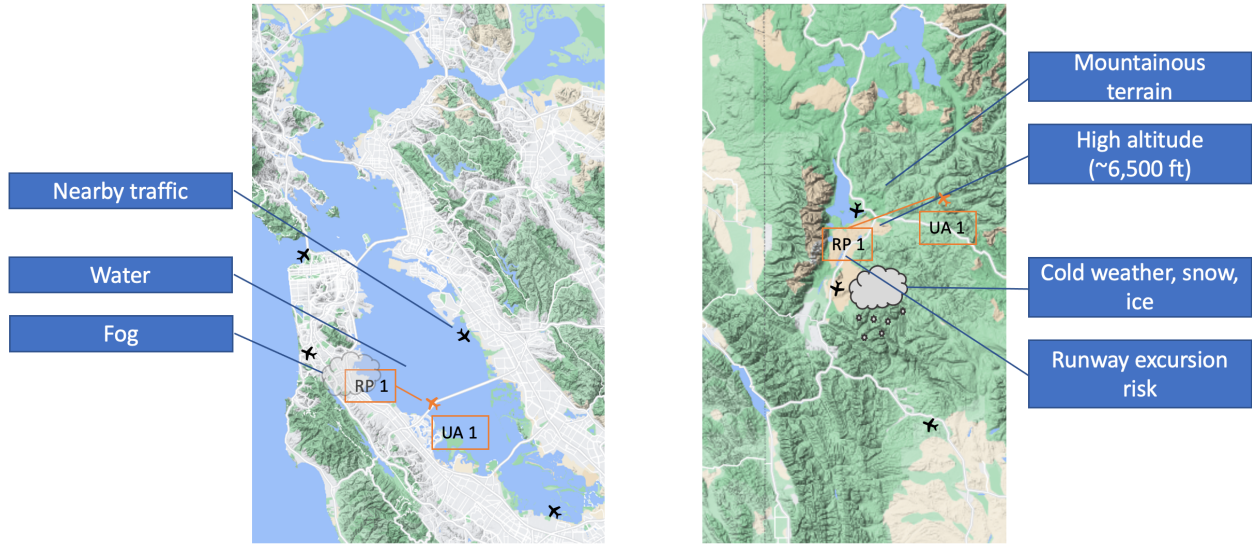 Nearby traffic
Water
Fog
RP 1
UA 1
Mountainous
terrain
High altitude
(~6,500 ft)
UA 1
RP 1
Cold weather, snow,
ice
Runway excursion
risk